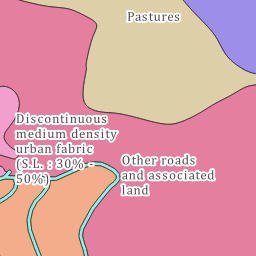 Pastures
Discontinuous
medium density
urban fabric
(S.L. : 30% -
50%)
Other roads
and associated
land